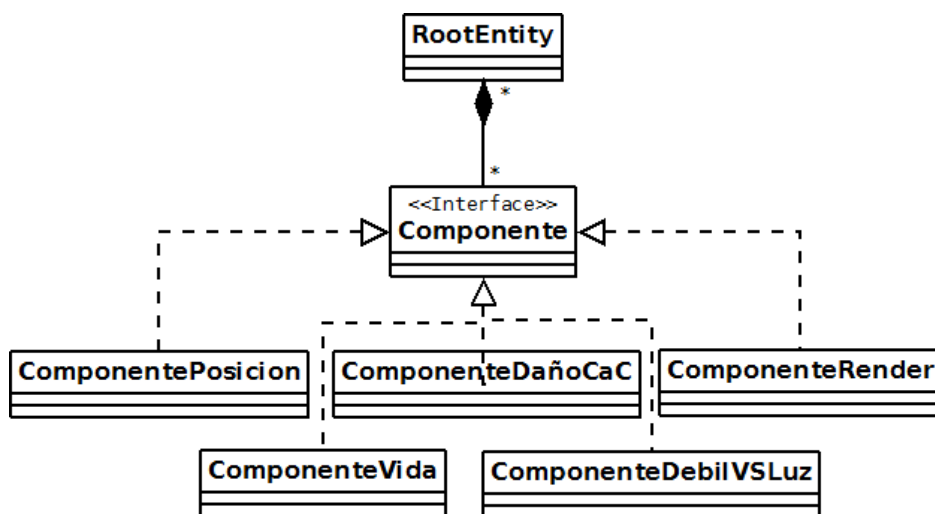 RootEntity
*
*
<<Interface>>
Componente
ComponentePosicion
ComponenteDañoCaC
ComponenteRender
ComponenteVida
ComponenteDebilVSLuz